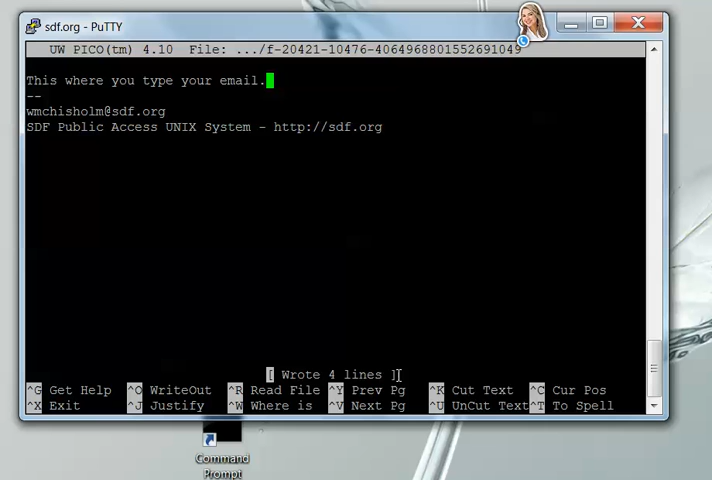 sdf.org - PuTTY
UW PICO(tm) 4.10 File: .../f-20421-10476-4064968801552691049
This where you type your email.
--
wmchisholm@sdf.org
SDF Public Access UNIX System - http://sdf.org
[ Wrote 4 lines ]
^G Get Help ^O WriteOut ^R Read File ^Y Prev Pg ^K Cut Text ^C Cur Pos
^X Exit ^J Justify ^W Where is ^V Next Pg ^U UnCut Text ^T To Spell
Command
Prompt